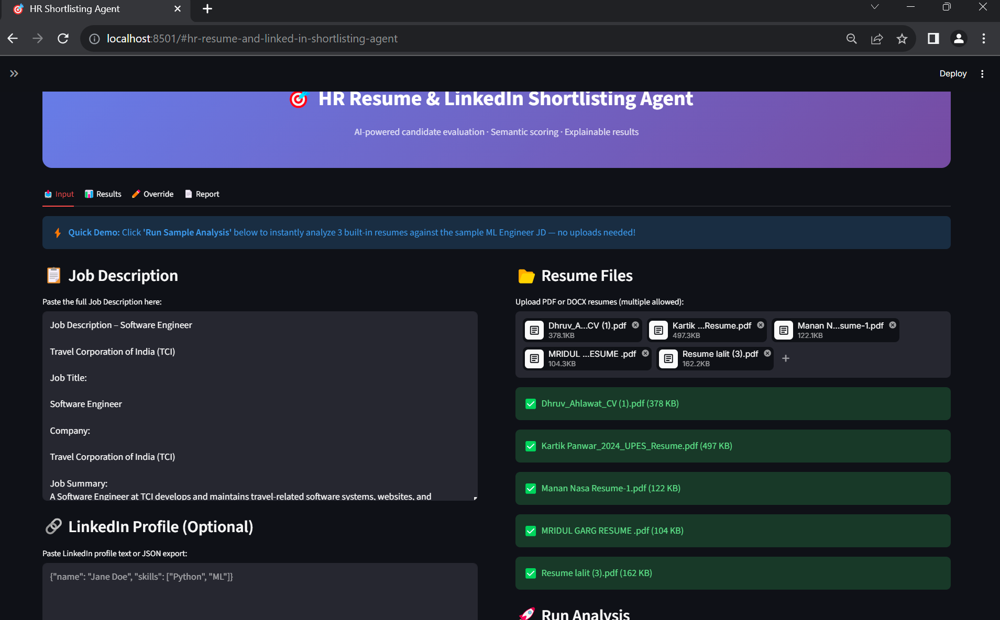 HR Shortlisting Agent
localhost:8501/#hr-resume-and-linked-in-shortlisting-agent
Deploy
HR Resume & LinkedIn Shortlisting Agent
AI-powered candidate evaluation · Semantic scoring · Explainable results
Input
Results
Override
Report
Quick Demo: Click 'Run Sample Analysis' below to instantly analyze 3 built-in resumes against the sample ML Engineer JD — no uploads needed!
Job Description
Paste the full Job Description here:
Job Description – Software Engineer
Travel Corporation of India (TCI)
Job Title:
Software Engineer
Company:
Travel Corporation of India (TCI)
Job Summary:
A Software Engineer at TCI develops and maintains travel-related software systems, websites, and
LinkedIn Profile (Optional)
Paste LinkedIn profile text or JSON export:
{"name": "Jane Doe", "skills": ["Python", "ML"]}
Resume Files
Upload PDF or DOCX resumes (multiple allowed):
Dhruv_A...CV (1).pdf
378.1KB
Kartik ...Resume.pdf
497.3KB
Manan N...sume-1.pdf
122.1KB
MRIDUL ...ESUME .pdf
104.3KB
Resume lalit (3).pdf
162.2KB
Dhruv_Ahlawat_CV (1).pdf (378 KB)
Kartik Panwar_2024_UPES_Resume.pdf (497 KB)
Manan Nasa Resume-1.pdf (122 KB)
MRIDUL GARG RESUME .pdf (104 KB)
Resume lalit (3).pdf (162 KB)
Run Analysis